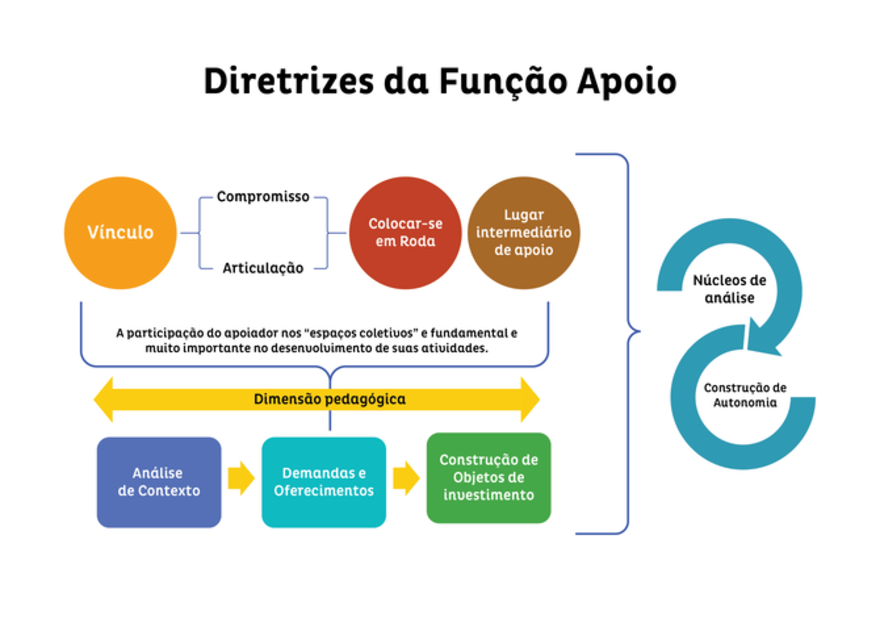 Diretrizes da Função Apoio
Vínculo
Compromisso
Articulação
Colocar-se
em Roda
Lugar
intermediário
de apoio
A participação do apoiador nos “espaços coletivos” e fundamental e
muito importante no desenvolvimento de suas atividades.
Dimensão pedagógica
Análise
de Contexto
Demandas e
Oferecimentos
Construção de
Objetos de
investimento
Núcleos de
análise
Construção de
Autonomia